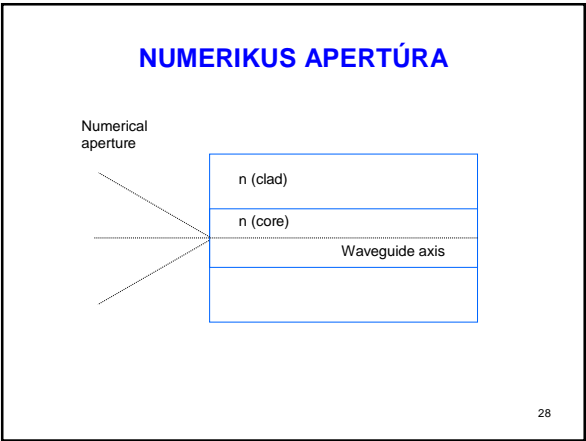 NUMERIKUS APERTÚRA
Numerical
aperture
n (clad)
n (core)
Waveguide axis
28